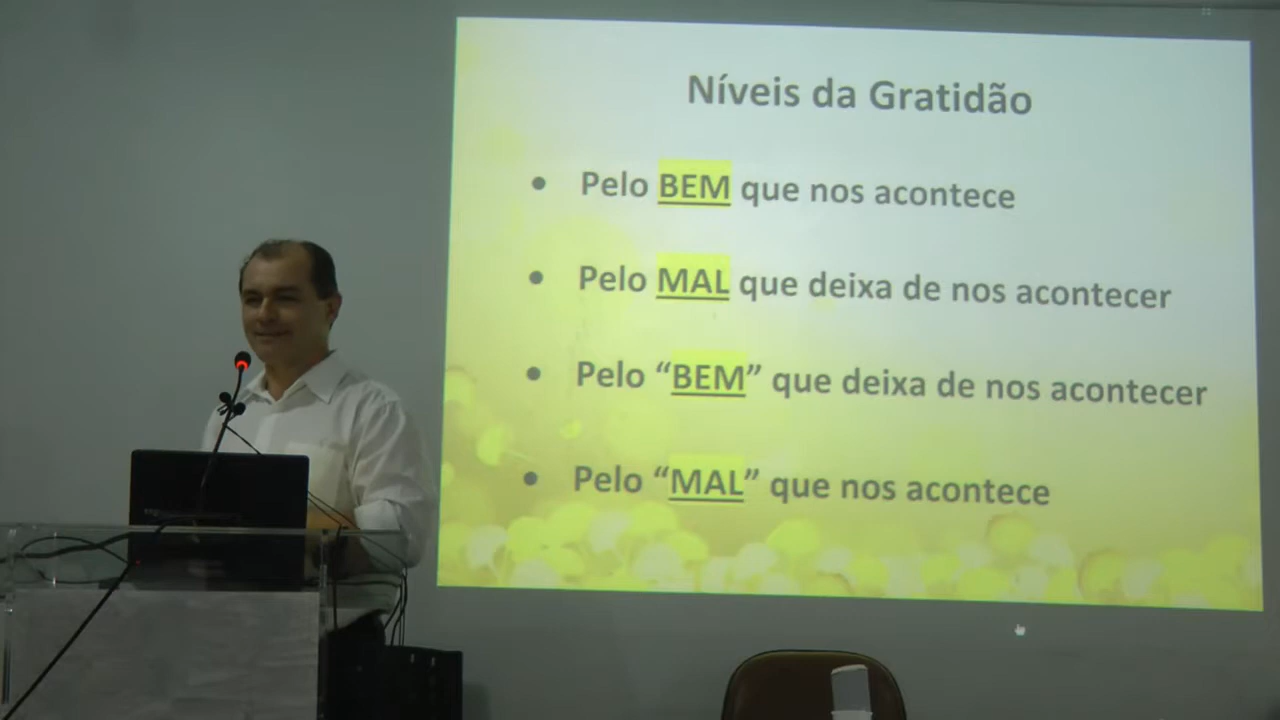 Níveis da Gratidão
• Pelo BEM que nos acontece
• Pelo MAL que deixa de nos acontecer
• Pelo “BEM” que deixa de nos acontecer
• Pelo “MAL” que nos acontece